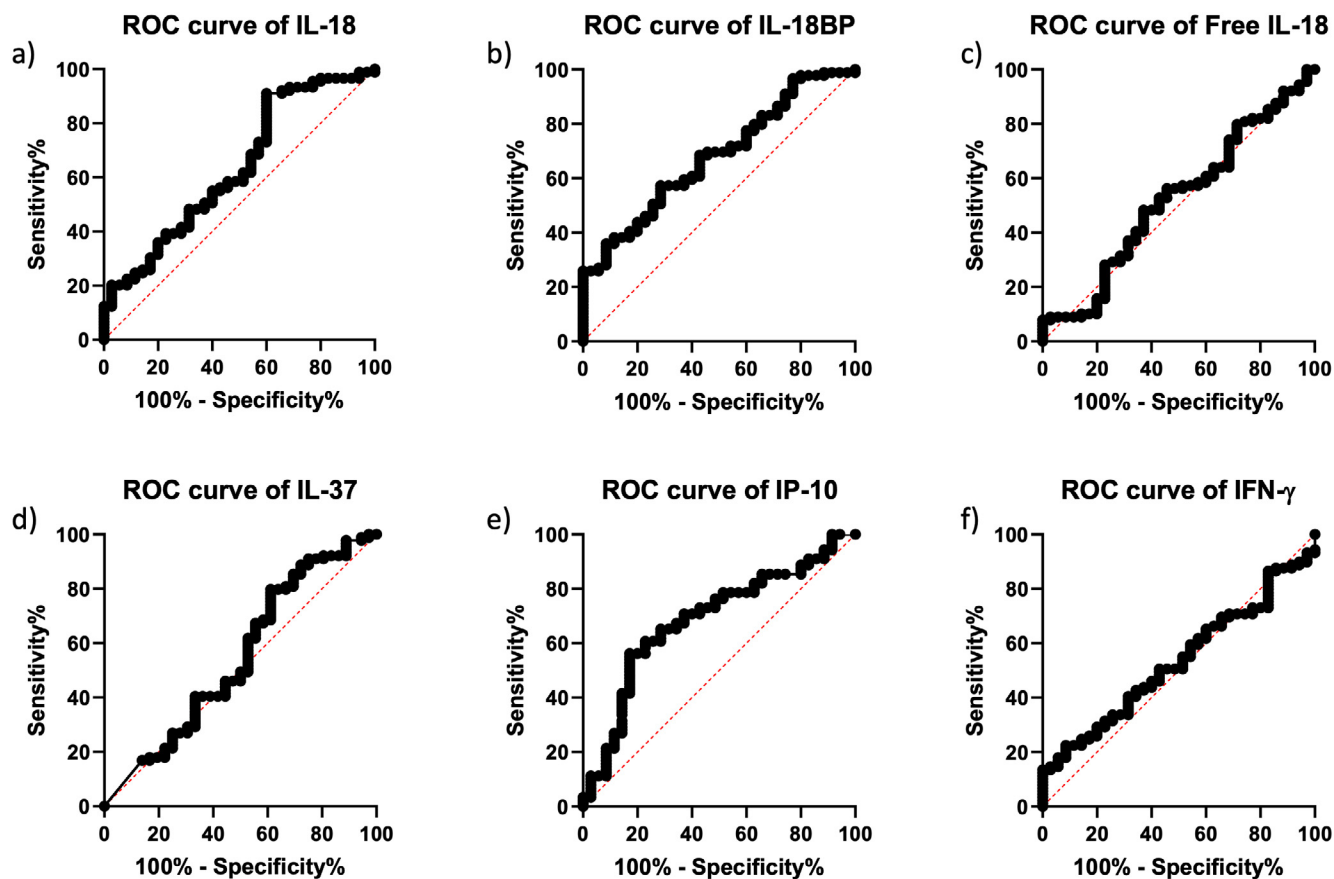 ROC curve of IL-18
a)
100
80
60
40
20
0
Sensitivity%
0 20 40 60 80 100
100% - Specificity%
ROC curve of IL-18BP
b)
100
80
60
40
20
0
Sensitivity%
0 20 40 60 80 100
100% - Specificity%
ROC curve of Free IL-18
c)
100
80
60
40
20
0
Sensitivity%
0 20 40 60 80 100
100% - Specificity%
ROC curve of IL-37
d)
100
80
60
40
20
0
Sensitivity%
0 20 40 60 80 100
100% - Specificity%
ROC curve of IP-10
e)
100
80
60
40
20
0
Sensitivity%
0 20 40 60 80 100
100% - Specificity%
ROC curve of IFN-γ
f)
100
80
60
40
20
0
Sensitivity%
0 20 40 60 80 100
100% - Specificity%